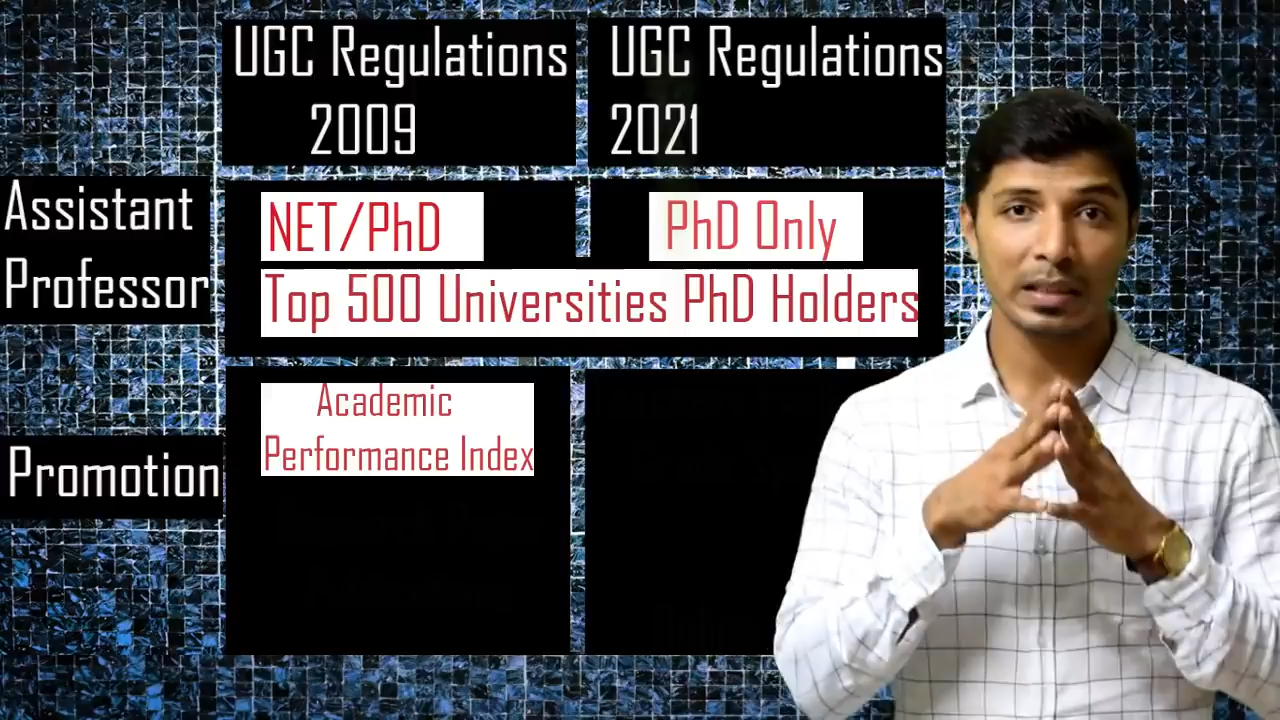 UGC Regulations
2009
UGC Regulations
2021
Assistant
Professor
NET/PhD
PhD Only
Top 500 Universities PhD Holders
Promotion
Academic
Performance Index